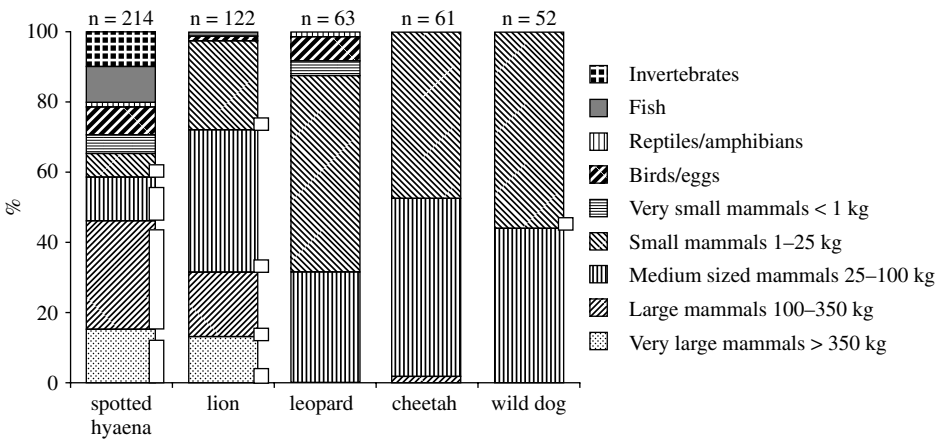 n = 214 n = 122 n = 63 n = 61 n = 52
100
80
60
40
20
0
%
spotted hyaena
lion
leopard
cheetah
wild dog
Invertebrates
Fish
Reptiles/amphibians
Birds/eggs
Very small mammals < 1 kg
Small mammals 1–25 kg
Medium sized mammals 25–100 kg
Large mammals 100–350 kg
Very large mammals > 350 kg